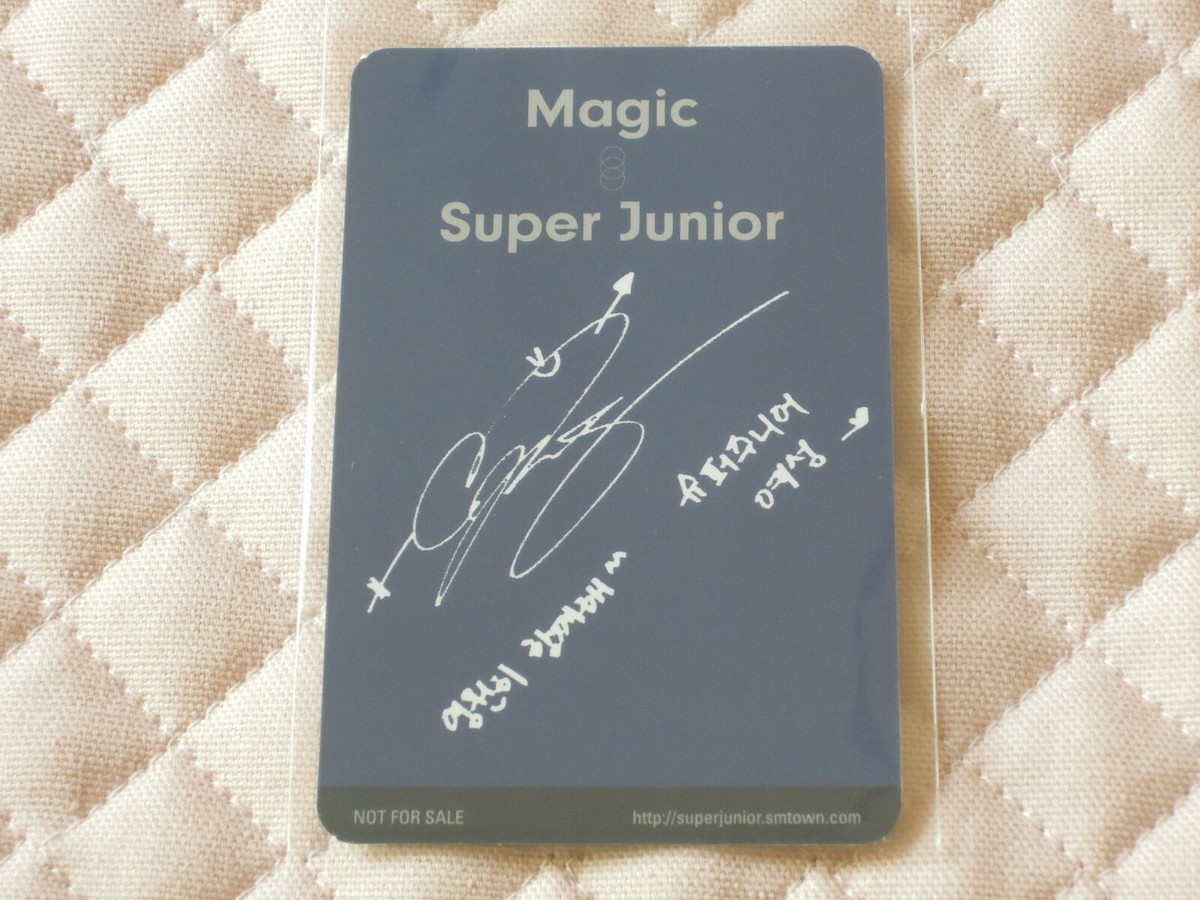 Magic
Super Junior
슈퍼주니어
예성
영원히 함께해~
NOT FOR SALE
http://superjunior.smtown.com